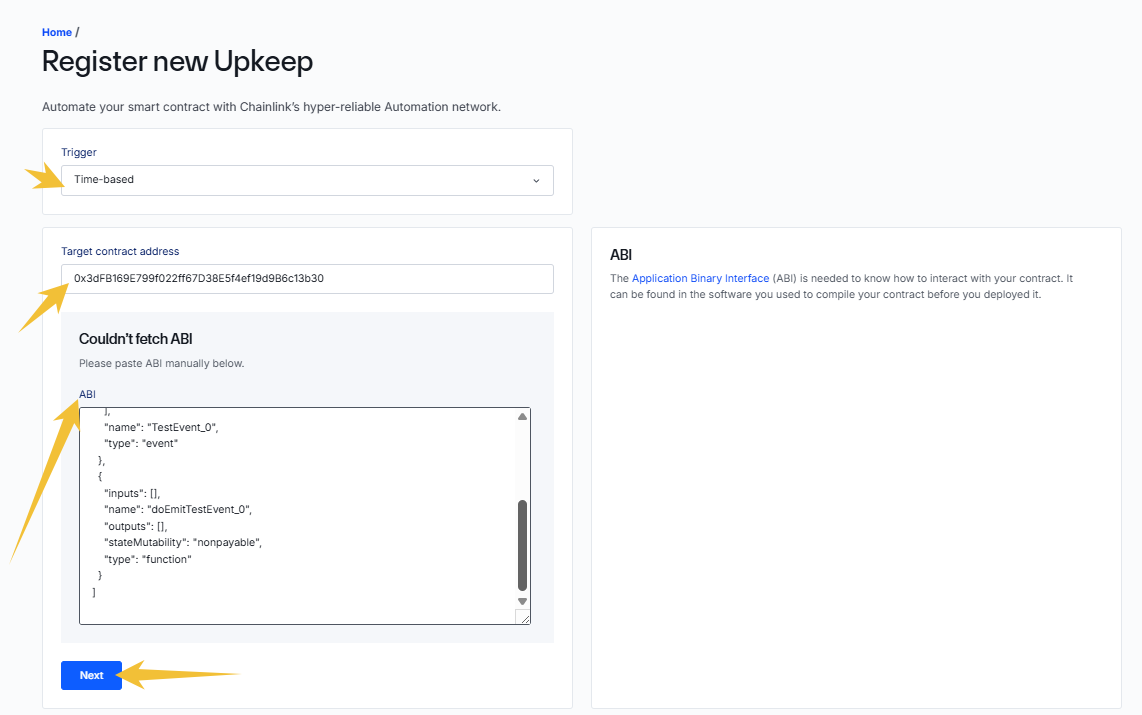 Home /
Register new Upkeep
Automate your smart contract with Chainlink's hyper-reliable Automation network.
Trigger
Time-based
Target contract address
0x3dFB169E799f022ff67D38E5f4ef19d9B6c13b30
Couldn't fetch ABI
Please paste ABI manually below.
ABI
],
"name": "TestEvent_0",
"type": "event"
},
{
"inputs": [],
"name": "doEmitTestEvent_0",
"outputs": [],
"stateMutability": "nonpayable",
"type": "function"
}
]
Next
ABI
The Application Binary Interface (ABI) is needed to know how to interact with your contract. It
can be found in the software you used to compile your contract before you deployed it.